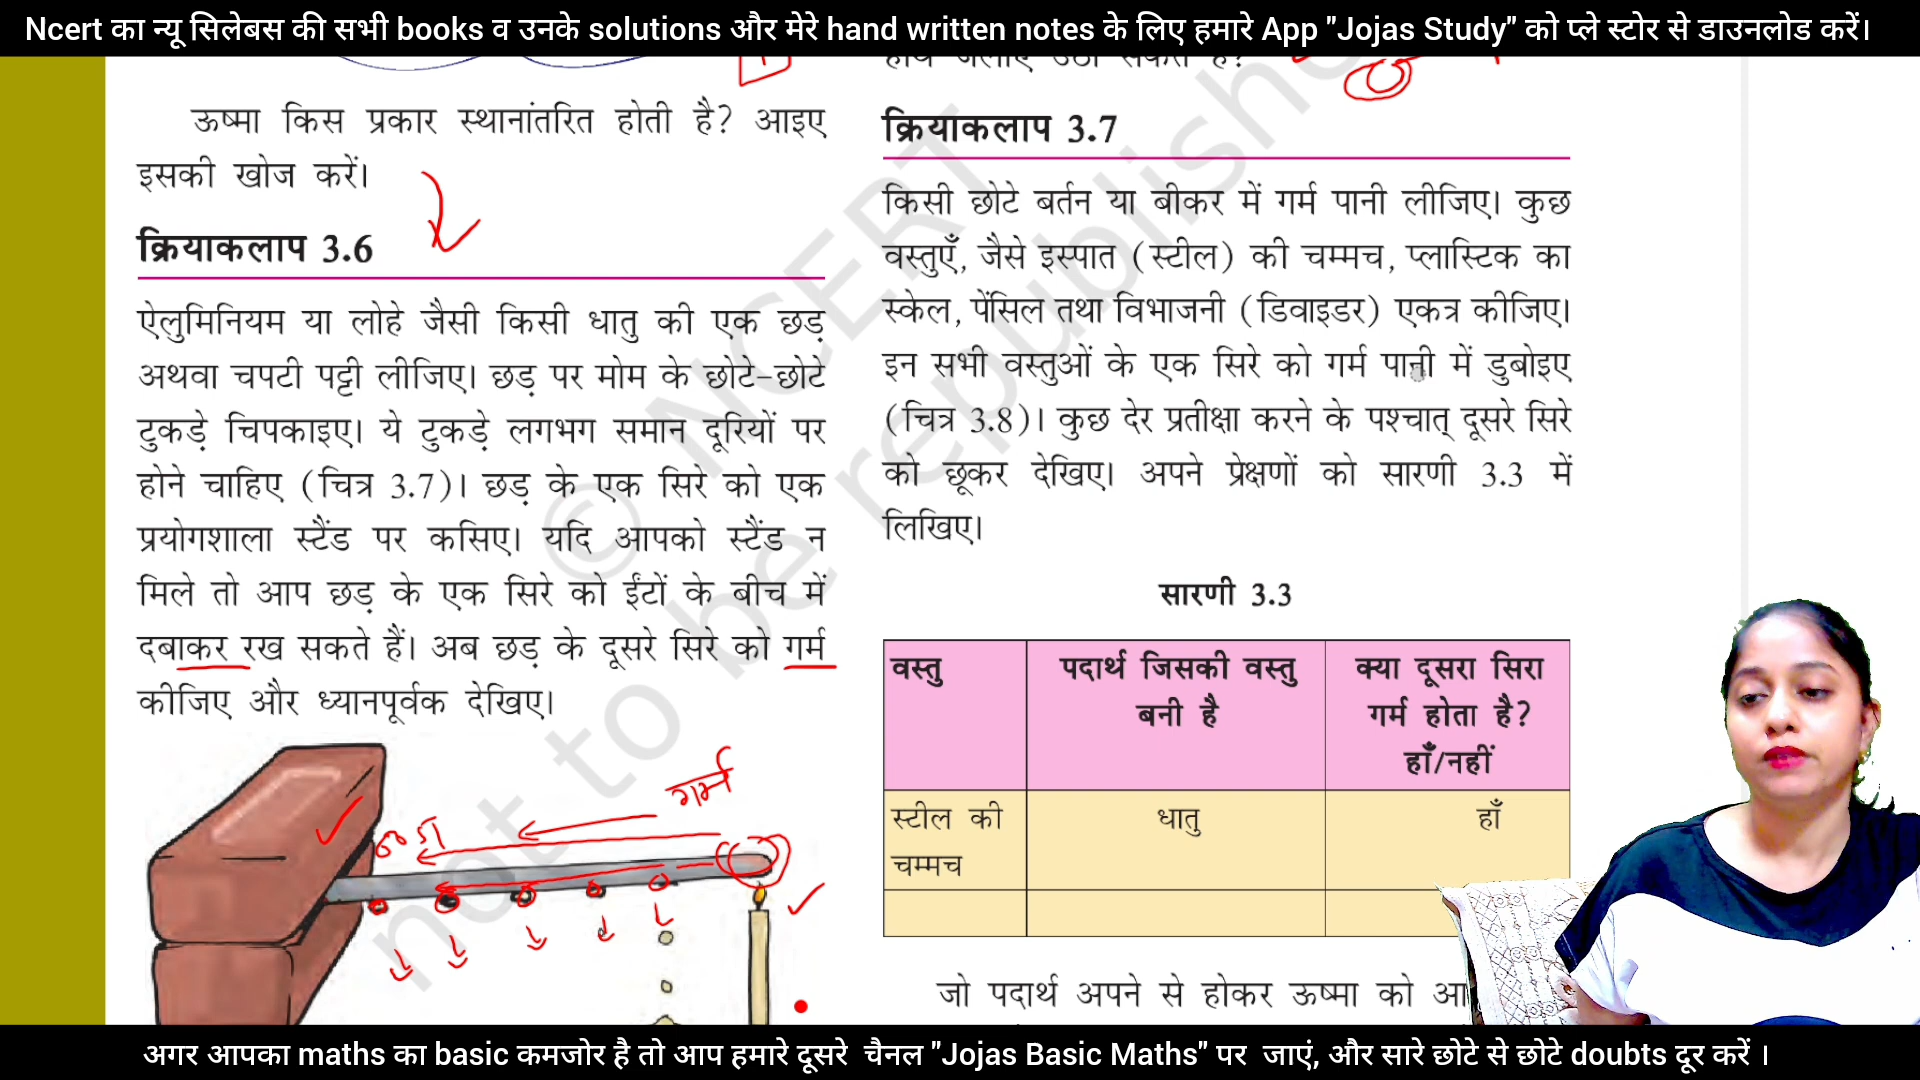 Ncert का न्यू सिलेबस की सभी books व उनके solutions और मेरे hand written notes के लिए हमारे App "Jojas Study" को प्ले स्टोर से डाउनलोड करें।
ऊष्मा किस प्रकार स्थानांतरित होती है? आइए
इसकी खोज करें।
क्रियाकलाप 3.6
ऐलुमिनियम या लोहे जैसी किसी धातु की एक छड़
अथवा चपटी पट्टी लीजिए। छड़ पर मोम के छोटे-छोटे
टुकड़े चिपकाइए। ये टुकड़े लगभग समान दूरियों पर
होने चाहिए (चित्र 3.7)। छड़ के एक सिरे को एक
प्रयोगशाला स्टैंड पर कसिए। यदि आपको स्टैंड न
मिले तो आप छड़ के एक सिरे को ईंटों के बीच में
दबाकर रख सकते हैं। अब छड़ के दूसरे सिरे को गर्म
कीजिए और ध्यानपूर्वक देखिए।
गर्म
क्रियाकलाप 3.7
किसी छोटे बर्तन या बीकर में गर्म पानी लीजिए। कुछ
वस्तुएँ, जैसे इस्पात (स्टील) की चम्मच, प्लास्टिक का
स्केल, पेंसिल तथा विभाजनी (डिवाइडर) एकत्र कीजिए।
इन सभी वस्तुओं के एक सिरे को गर्म पानी में डुबोइए
(चित्र 3.8)। कुछ देर प्रतीक्षा करने के पश्चात् दूसरे सिरे
को छूकर देखिए। अपने प्रेक्षणों को सारणी 3.3 में
लिखिए।
सारणी 3.3
वस्तु
पदार्थ जिसकी वस्तु
बनी है
क्या दूसरा सिरा
गर्म होता है?
हाँ/नहीं
स्टील की
चम्मच
धातु
हाँ
जो पदार्थ अपने से होकर ऊष्मा को
© NCERT
not to be republished
अगर आपका maths का basic कमजोर है तो आप हमारे दूसरे चैनल "Jojas Basic Maths" पर जाएं, और सारे छोटे से छोटे doubts दूर करें ।